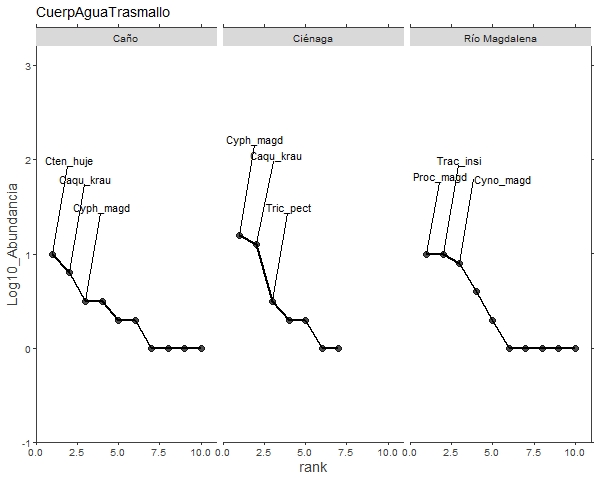 CuerpAguaTrasmallo
Caño Ciénaga Río Magdalena
3
2
1
0
-1
Log10_Abundancia
Cten_huje
Caqu_krau
Cyph_magd
Cyph_magd
Caqu_krau
Tric_pect
Trac_insi
Proc_magd
Cyno_magd
0.0 2.5 5.0 7.5 10.0 0.0 2.5 5.0 7.5 10.0 0.0 2.5 5.0 7.5 10.0
rank